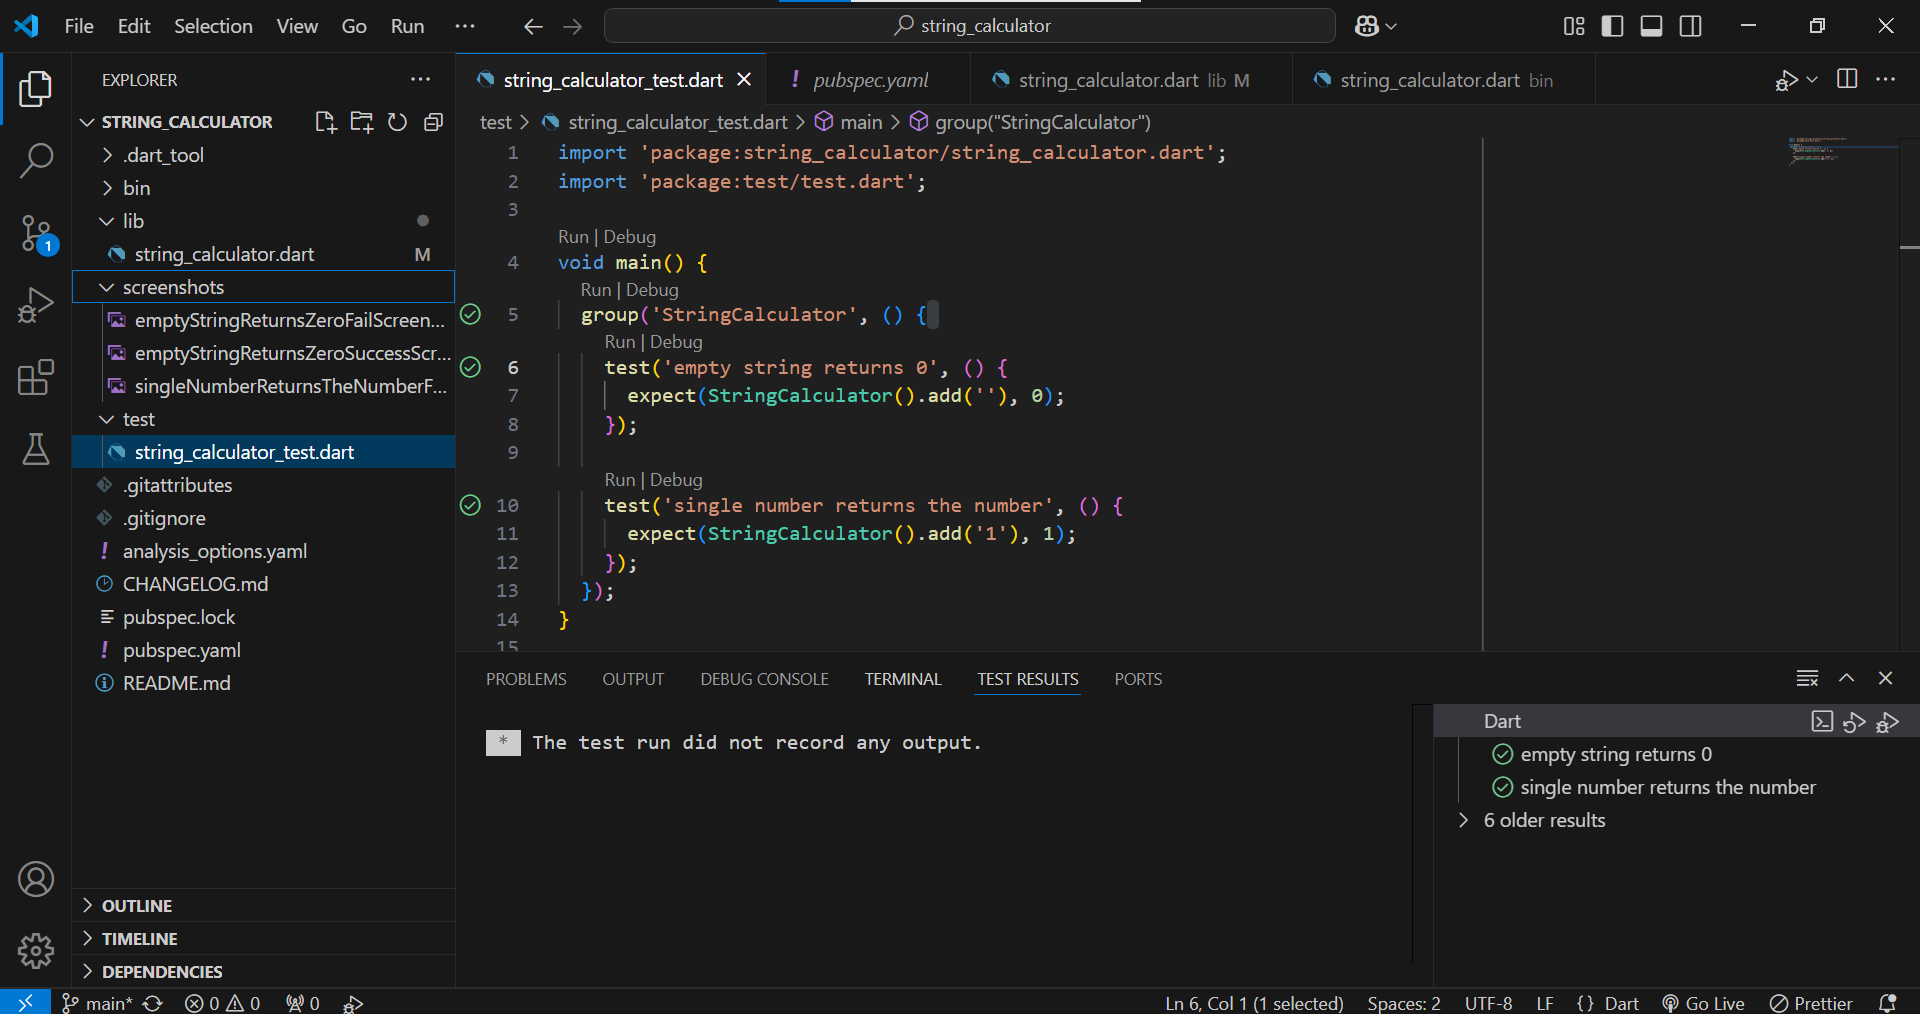 File Edit Selection View Go Run ··· string_calculator
EXPLORER ···
STRING_CALCULATOR
.dart_tool
bin
lib
string_calculator.dart M
screenshots
emptyStringReturnsZeroFailScreen...
emptyStringReturnsZeroSuccessScr...
singleNumberReturnsTheNumberF...
test
string_calculator_test.dart
.gitattributes
.gitignore
! analysis_options.yaml
CHANGELOG.md
pubspec.lock
! pubspec.yaml
README.md
OUTLINE
TIMELINE
DEPENDENCIES
1
string_calculator_test.dart ! pubspec.yaml string_calculator.dart lib M string_calculator.dart bin ···
test > string_calculator_test.dart > main > group("StringCalculator")
1 import 'package:string_calculator/string_calculator.dart';
2 import 'package:test/test.dart';
3
Run | Debug
4 void main() {
Run | Debug
5 group('StringCalculator', () {
Run | Debug
6 test('empty string returns 0', () {
7 expect(StringCalculator().add(''), 0);
8 });
9
Run | Debug
10 test('single number returns the number', () {
11 expect(StringCalculator().add('1'), 1);
12 });
13 });
14 }
15
PROBLEMS OUTPUT DEBUG CONSOLE TERMINAL TEST RESULTS PORTS
* The test run did not record any output.
Dart
empty string returns 0
single number returns the number
6 older results
main* 0 0 0 Ln 6, Col 1 (1 selected) Spaces: 2 UTF-8 LF {} Dart Go Live Prettier